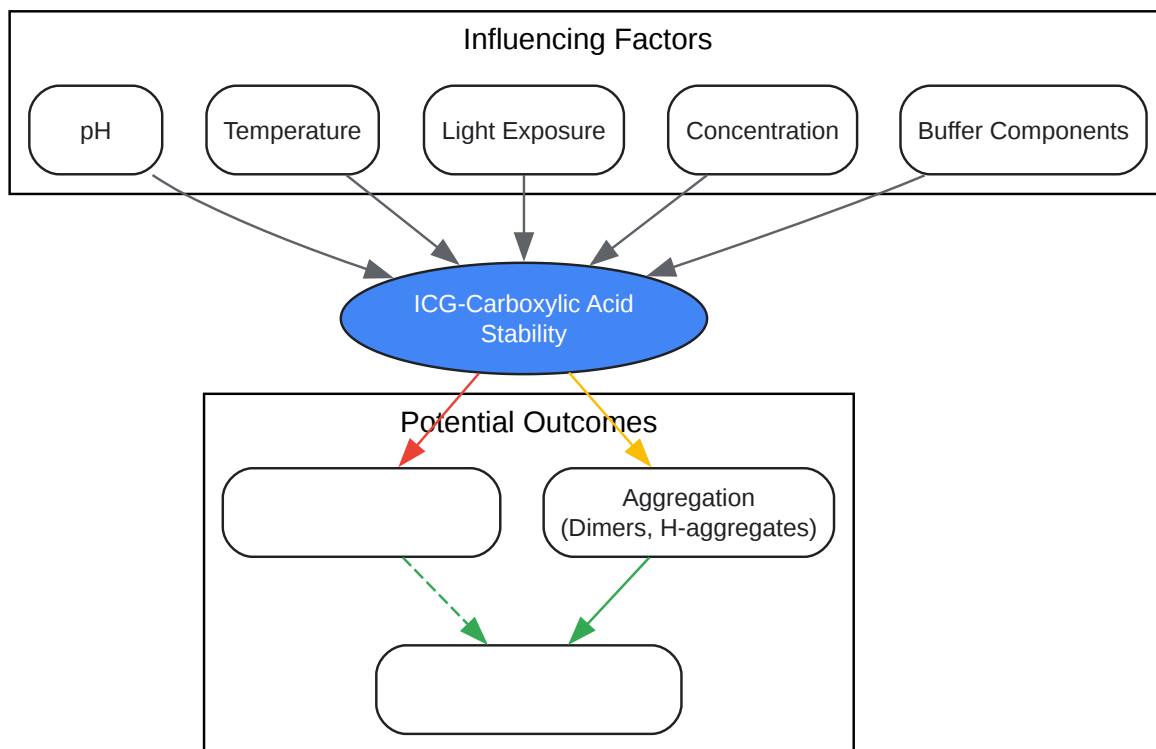 Influencing Factors
pH
Temperature
Light Exposure
Concentration
Buffer Components
ICG-Carboxylic Acid
Stability
Potential Outcomes
Aggregation
(Dimers, H-aggregates)